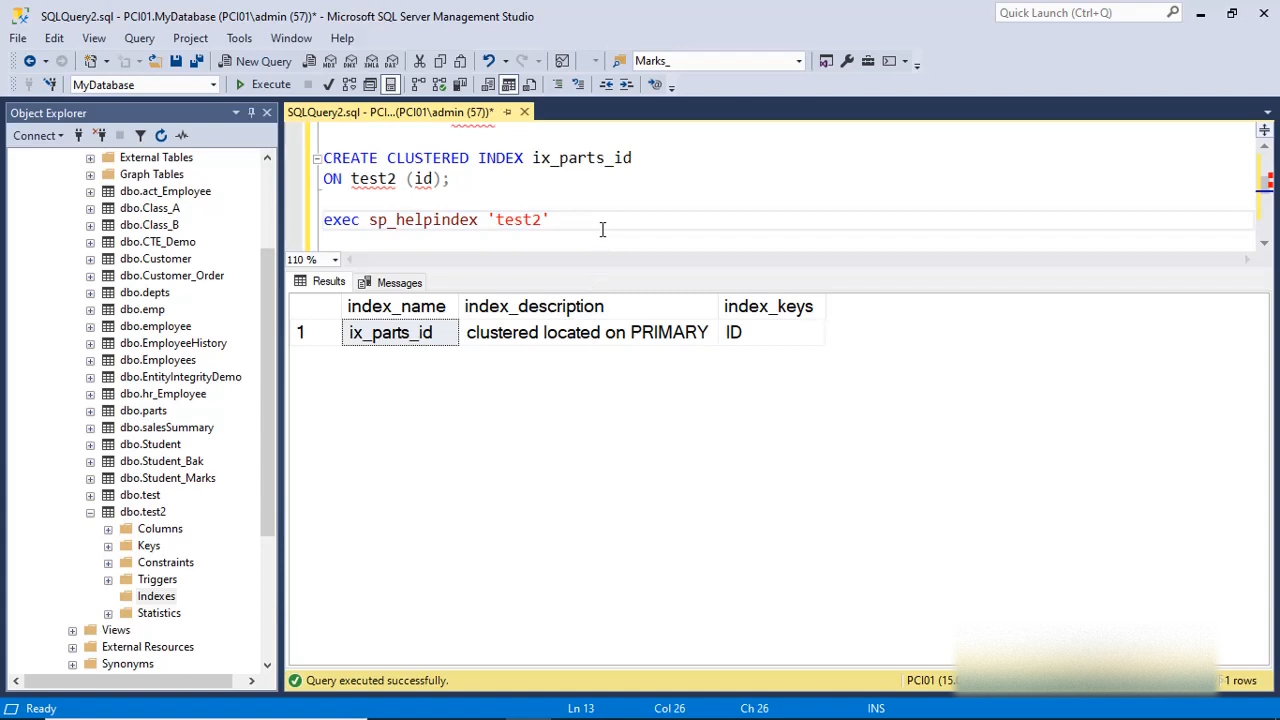 SQLQuery2.sql - PCI01.MyDatabase (PCI01\admin (57))* - Microsoft SQL Server Management Studio
Quick Launch (Ctrl+Q)
File Edit View Query Project Tools Window Help
New Query MDX DMX XMLA DAX Marks_
MyDatabase Execute
Object Explorer
SQLQuery2.sql - PC...(PCI01\admin (57))*
Connect
External Tables
Graph Tables
dbo.act_Employee
dbo.Class_A
dbo.Class_B
dbo.CTE_Demo
dbo.Customer
dbo.Customer_Order
dbo.depts
dbo.emp
dbo.employee
dbo.EmployeeHistory
dbo.Employees
dbo.EntityIntegrityDemo
dbo.hr_Employee
dbo.parts
dbo.salesSummary
dbo.Student
dbo.Student_Bak
dbo.Student_Marks
dbo.test
dbo.test2
Columns
Keys
Constraints
Triggers
Indexes
Statistics
Views
External Resources
Synonyms
CREATE CLUSTERED INDEX ix_parts_id
ON test2 (id);
exec sp_helpindex 'test2'
110 %
Results Messages
index_name index_description index_keys
1 ix_parts_id clustered located on PRIMARY ID
Query executed successfully. PCI01 1 rows
Ready Ln 13 Col 26 Ch 26 INS